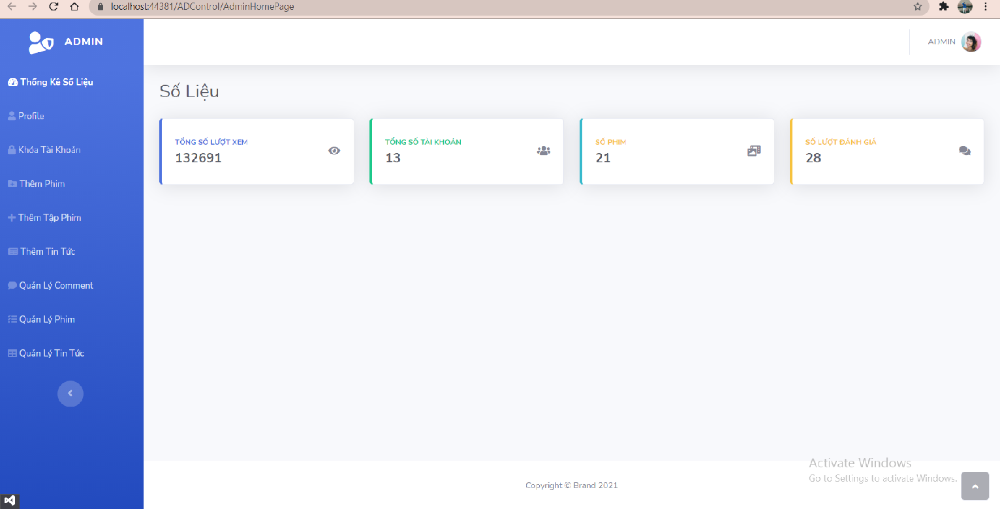 localhost:44381/ADControl/AdminHomePage
ADMIN
ADMIN
Thống Kê Số Liệu
Profile
Khóa Tài Khoản
Thêm Phim
Thêm Tập Phim
Thêm Tin Tức
Quản Lý Comment
Quản Lý Phim
Quản Lý Tin Tức
Số Liệu
TỔNG SỐ LƯỢT XEM
132691
TỔNG SỐ TÀI KHOẢN
13
SỐ PHIM
21
SỐ LƯỢT ĐÁNH GIÁ
28
Activate Windows
Go to Settings to activate Windows.
Copyright © Brand 2021